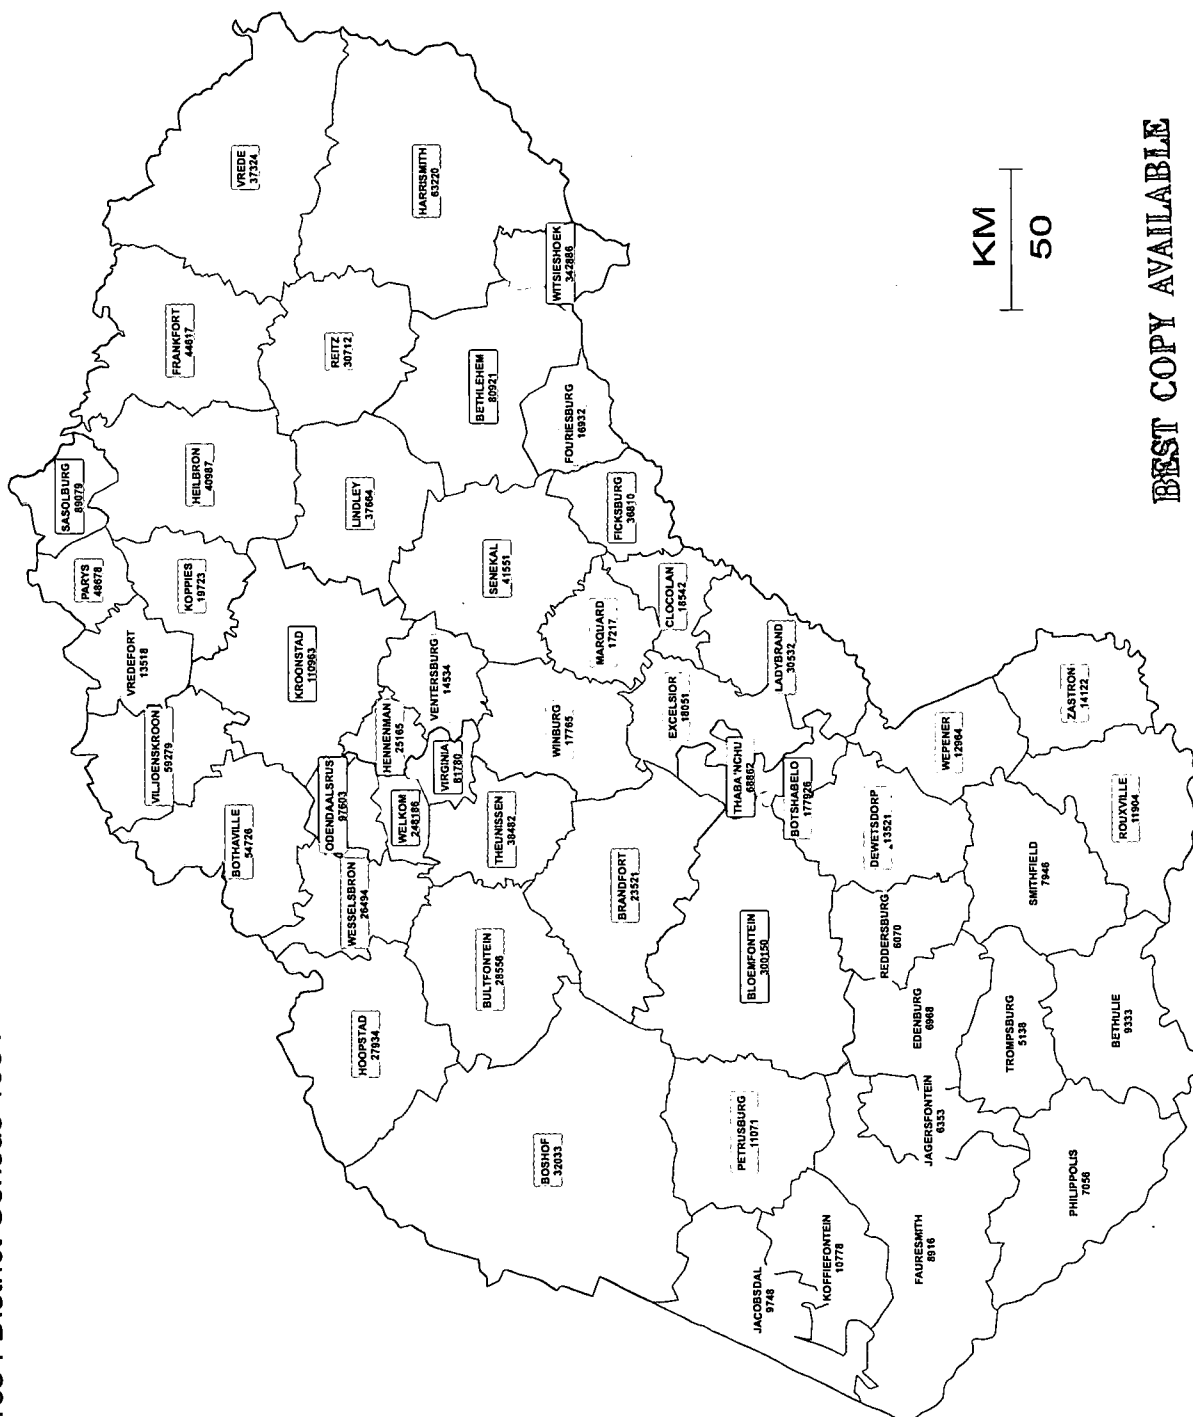 VREDE
37324
HARRISMITH
63220
WITSIESHOEK
342886
FRANKFORT
44617
REITZ
30712
BETHLEHEM
80921
FOURIESBURG
16932
SASOLBURG
89079
HEILBRON
40987
LINDLEY
37664
SENEKAL
41551
FICKSBURG
36810
PARYS
48678
KOPPIES
19723
VREDEFORT
13518
KROONSTAD
110963
VENTERSBURG
14534
MARQUARD
17217
CLOCOLAN
18542
LADYBRAND
30532
EXCELSIOR
18051
VILJOENSKROON
59279
HENNENMAN
25165
VIRGINIA
81780
WINBURG
17765
BOTHAVILLE
54726
ODENDAALSRUS
97603
WELKOM
248186
THEUNISSEN
38482
THABA 'NCHU
68862
BOTSHABELO
177926
WESSELSBRON
26494
BULTFONTEIN
28556
BRANDFORT
23521
BLOEMFONTEIN
300150
DEWETSDORP
13521
WEPENER
12964
ZASTRON
14122
ROUXVILLE
11904
SMITHFIELD
7946
REDDERSBURG
6070
EDENBURG
6968
TROMPSBURG
5138
BETHULIE
9333
HOOPSTAD
27934
BOSHOF
32033
PETRUSBURG
11071
JAGERSFONTEIN
6353
PHILIPPOLIS
7056
FAURESMITH
8916
KOFFIEFONTEIN
10778
JACOBSDAL
9748
KM
50
BEST COPY AVAILABLE